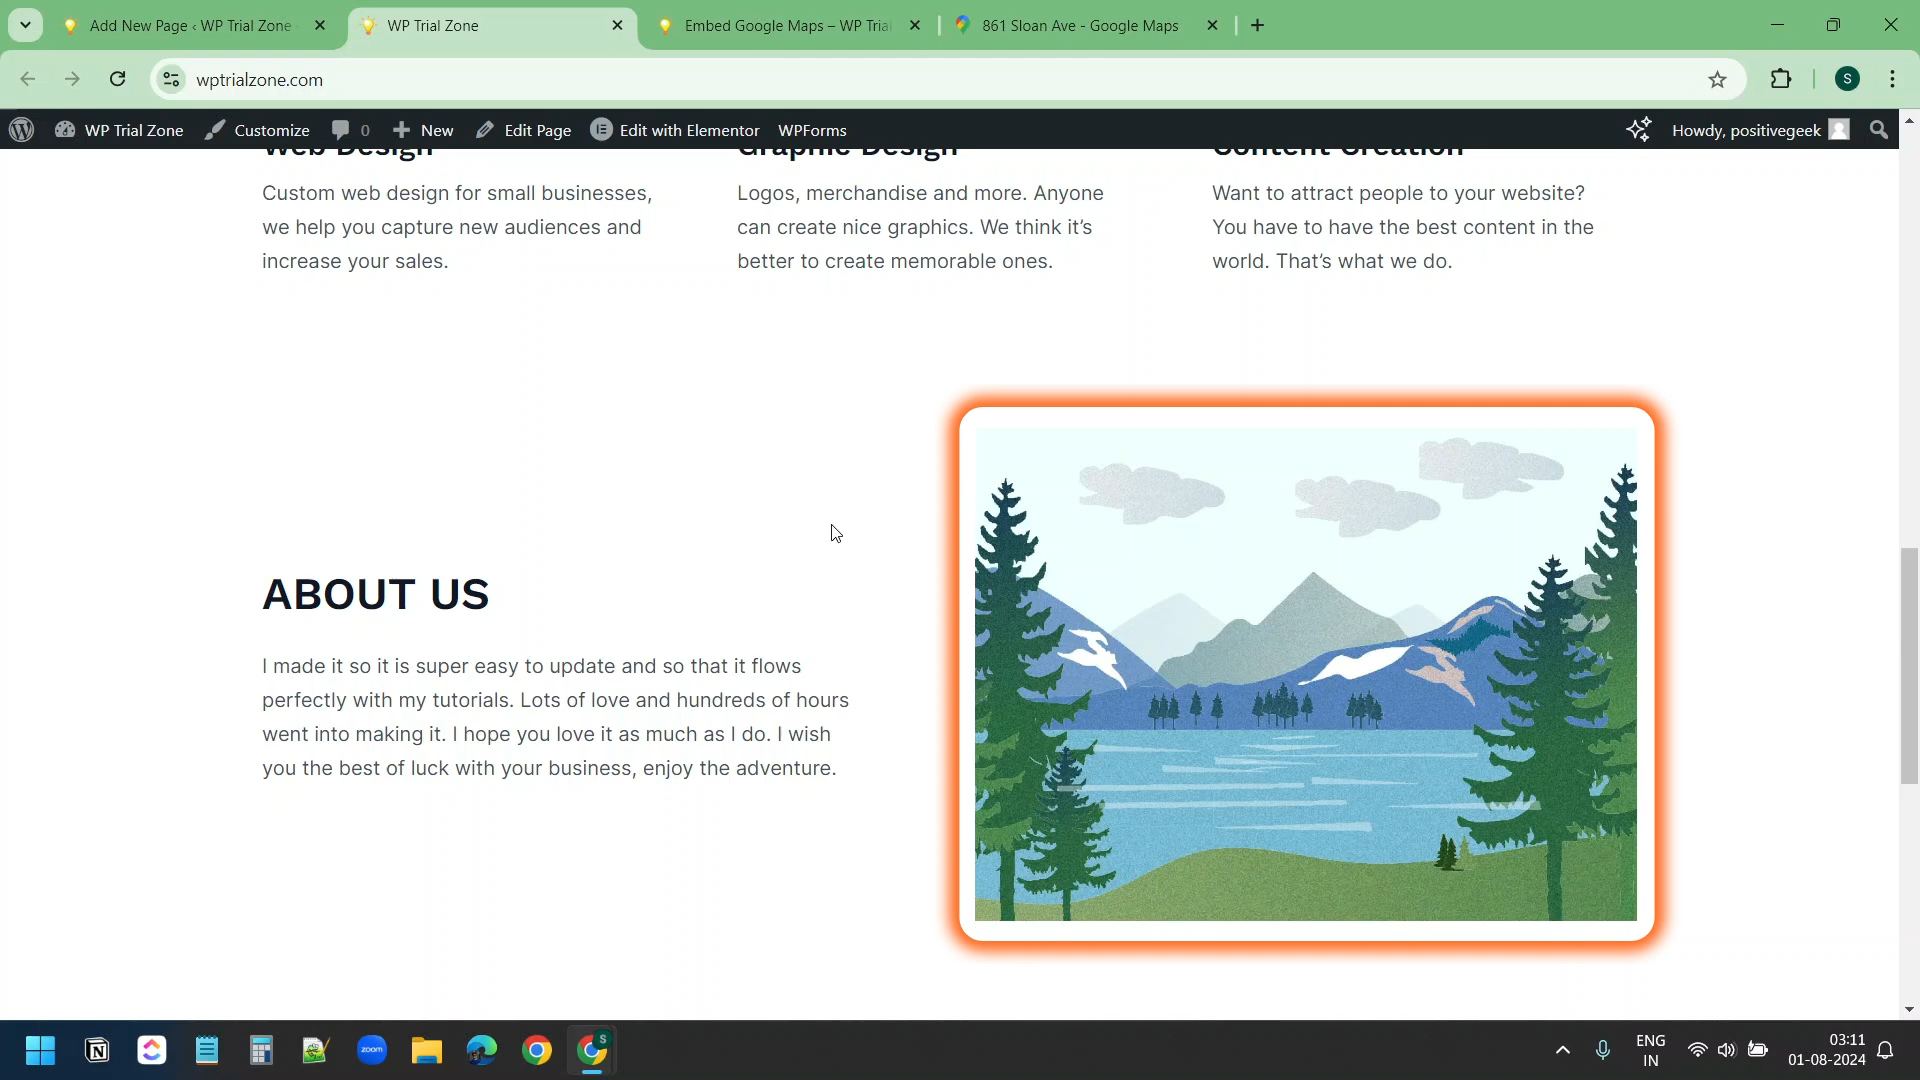 Add New Page ‹ WP Trial Zone
WP Trial Zone
Embed Google Maps – WP Trial
861 Sloan Ave - Google Maps
wptrialzone.com
S
WP Trial Zone
Customize
0
New
Edit Page
Edit with Elementor
WPForms
Howdy, positivegeek
Web Design
Graphic Design
Content Creation
Custom web design for small businesses,
we help you capture new audiences and
increase your sales.
Logos, merchandise and more. Anyone
can create nice graphics. We think it’s
better to create memorable ones.
Want to attract people to your website?
You have to have the best content in the
world. That’s what we do.
ABOUT US
I made it so it is super easy to update and so that it flows
perfectly with my tutorials. Lots of love and hundreds of hours
went into making it. I hope you love it as much as I do. I wish
you the best of luck with your business, enjoy the adventure.
zoom
S
ENG
IN
03:11
01-08-2024